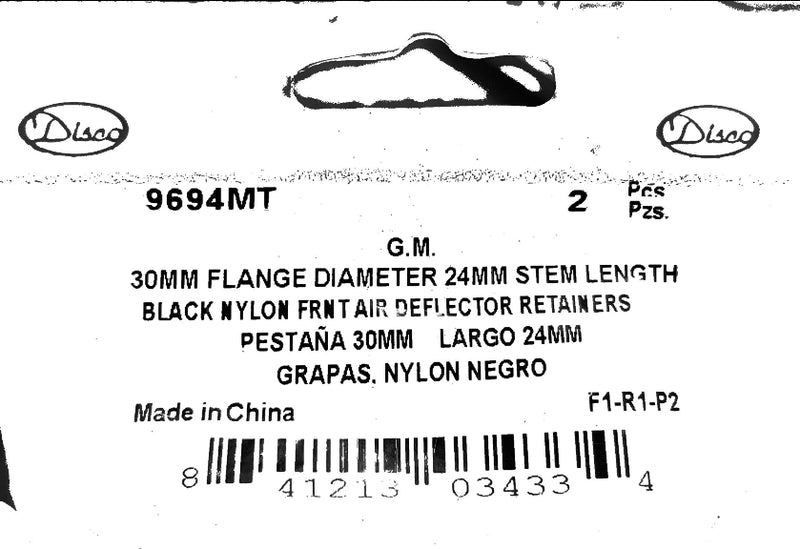 Disco Disco
9694MT 2 Pcs
Pzs.
G.M.
30MM FLANGE DIAMETER 24MM STEM LENGTH
BLACK NYLON FRNT AIR DEFLECTOR RETAINERS
PESTAÑA 30MM LARGO 24MM
GRAPAS, NYLON NEGRO
Made in China F1-R1-P2
8 41213 03433 4